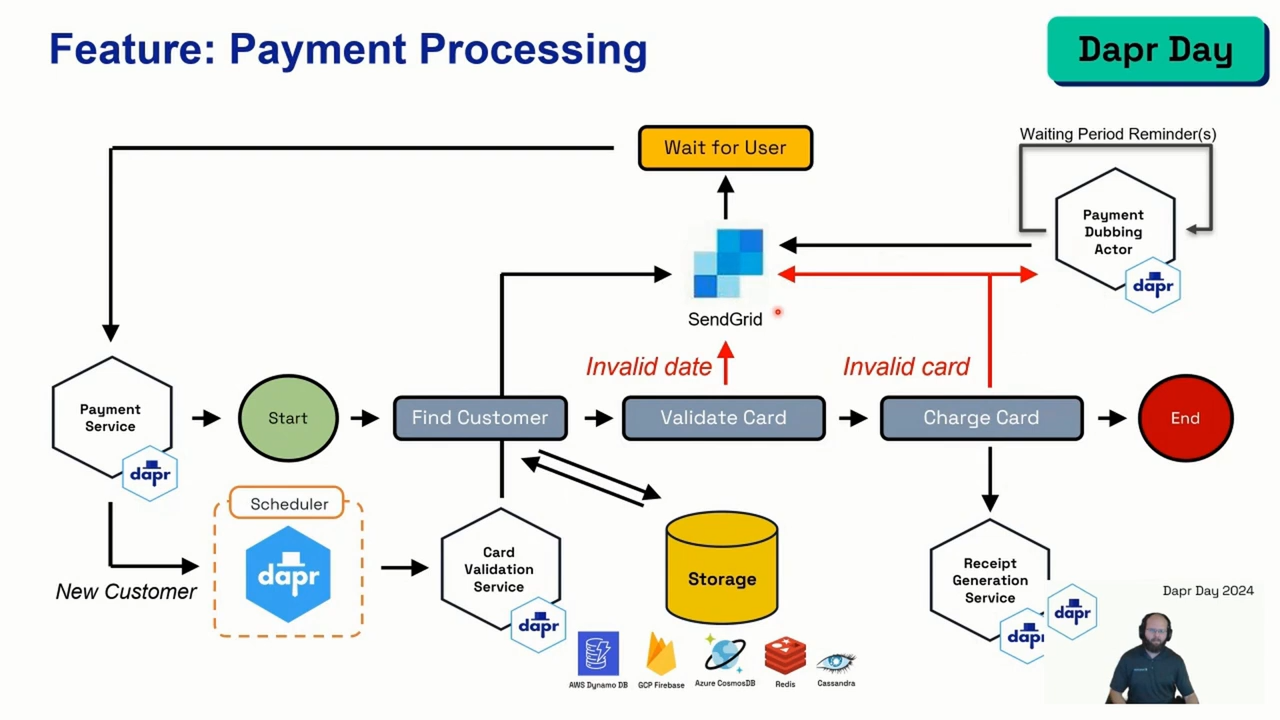 Feature: Payment Processing
Dapr Day
Waiting Period Reminder(s)
Wait for User
Payment
Dubbing
Actor
dapr
SendGrid
Invalid date
Invalid card
Payment
Service
dapr
Start
Find Customer
Validate Card
Charge Card
End
Scheduler
dapr
New Customer
Card
Validation
Service
dapr
Storage
Receipt
Generation
Service
dapr
dapr
Dapr Day 2024
AWS Dynamo DB
GCP Firebase
Azure CosmosDB
Redis
Cassandra